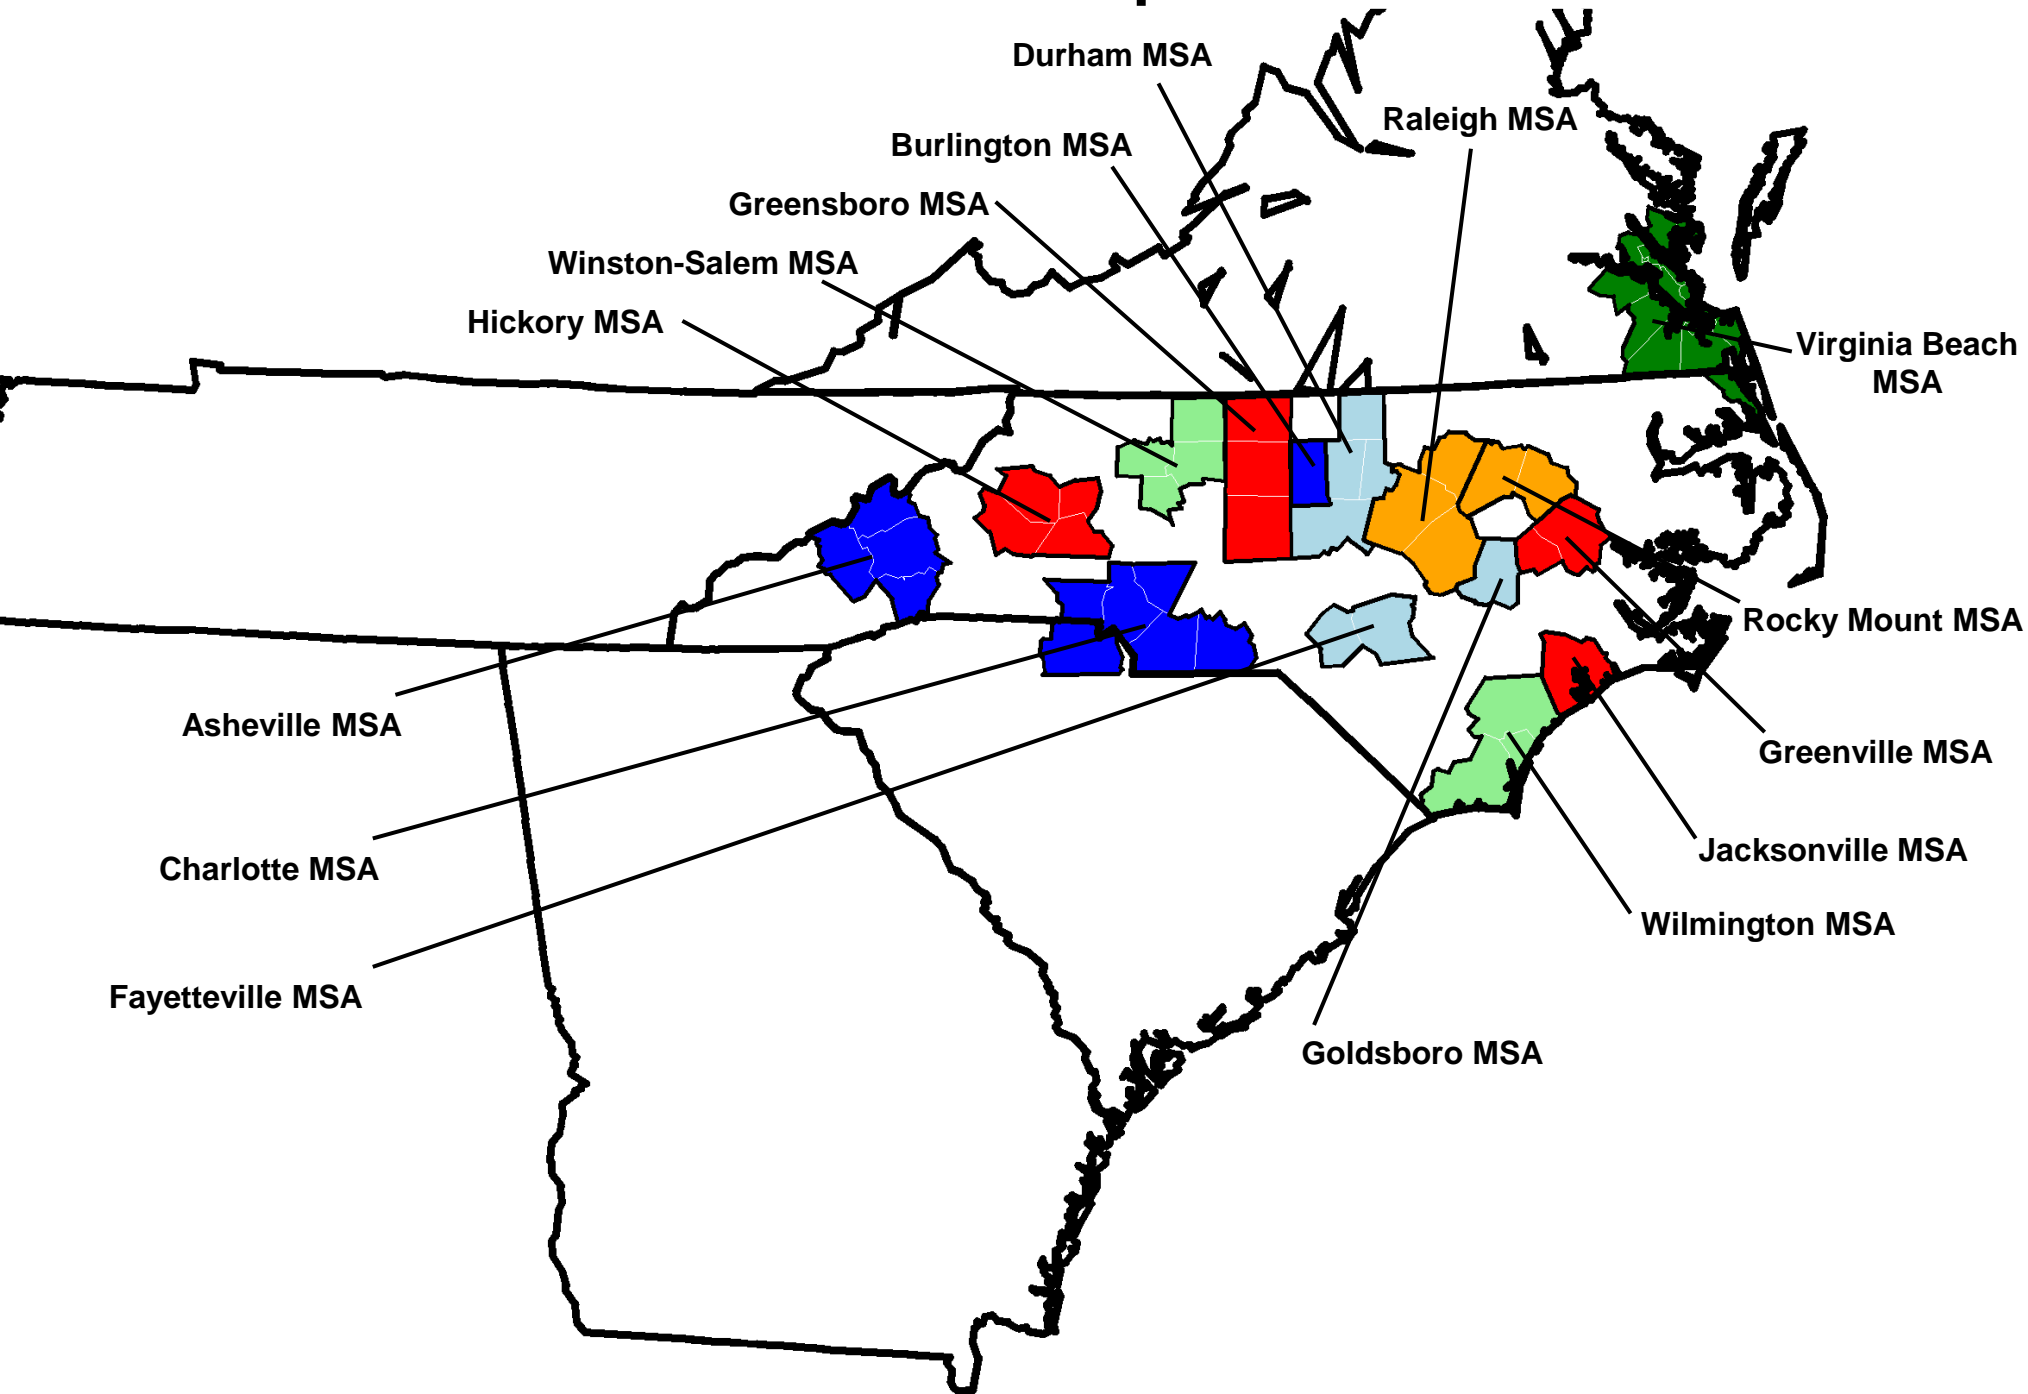 Durham MSA
Raleigh MSA
Burlington MSA
Greensboro MSA
Winston-Salem MSA
Hickory MSA
Virginia Beach
MSA
Rocky Mount MSA
Asheville MSA
Greenville MSA
Charlotte MSA
Jacksonville MSA
Wilmington MSA
Fayetteville MSA
Goldsboro MSA